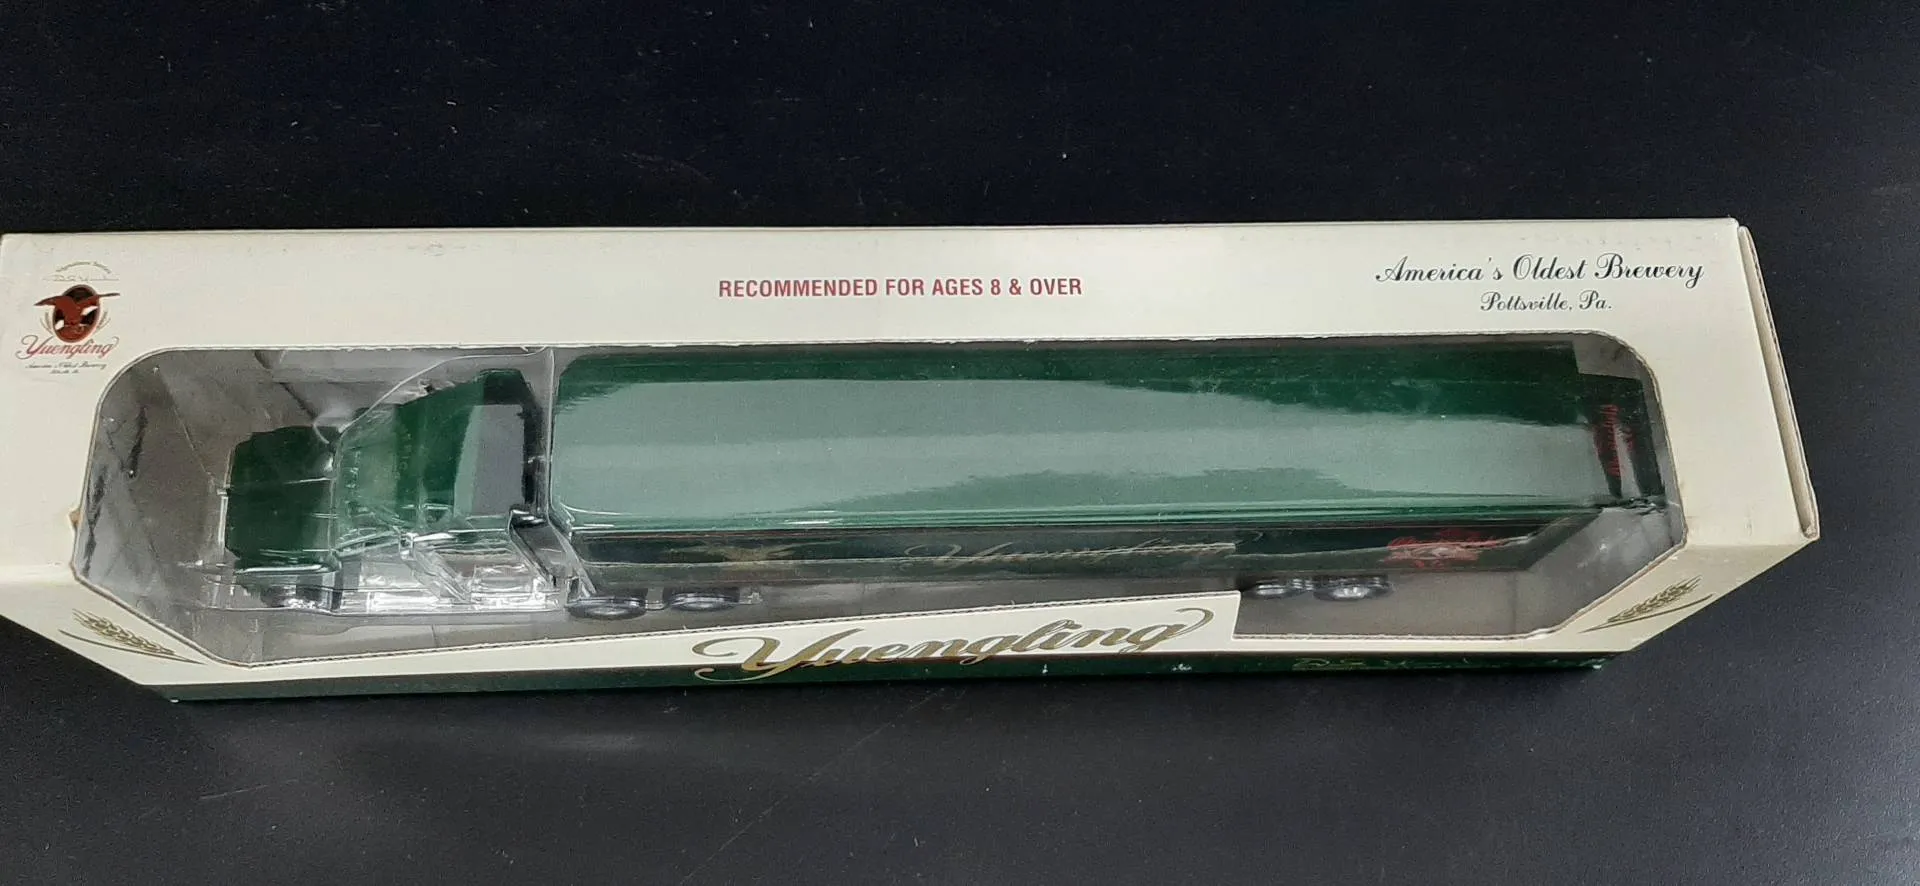 RECOMMENDED FOR AGES 8 & OVER
America's Oldest Brewery
Pottsville, Pa.
Yuengling
Yuengling
Yuengling